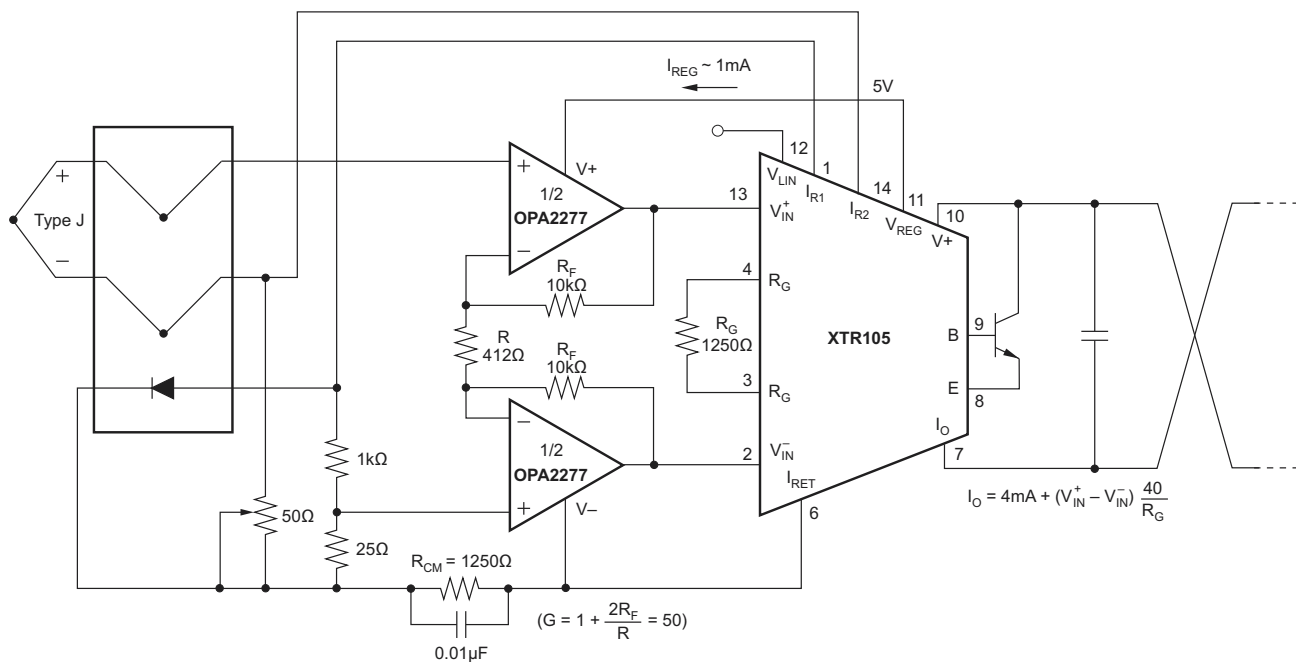 I_REG ~ 1mA
5V
Type J
+
−
+
V+
1/2
OPA2277
−
R_F
10kΩ
R
412Ω
R_F
10kΩ
−
1/2
OPA2277
+
V−
1kΩ
25Ω
50Ω
R_CM = 1250Ω
0.01µF
(G = 1 + 2R_F/R = 50)
12
V_LIN
1
I_R1
14
I_R2
11
V_REG
10
V+
13
V_IN^+
4
R_G
R_G
1250Ω
3
R_G
2
V_IN^−
I_RET
6
XTR105
B
9
E
8
I_O
7
I_O = 4mA + (V_IN^+ − V_IN^−) 40/R_G